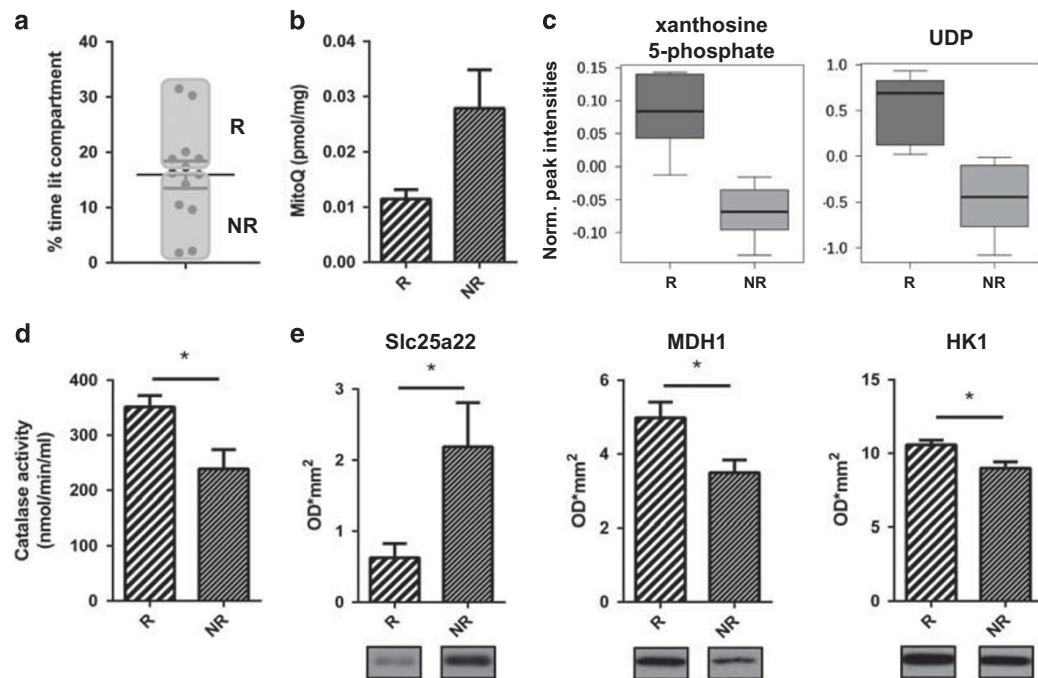 a
% time lit compartment
40
30
20
10
0
R
NR
b
MitoQ (pmol/mg)
0.04
0.03
0.02
0.01
0.00
R
NR
c
xanthosine
5-phosphate
Norm. peak intensities
0.15
0.10
0.05
0.00
-0.05
-0.10
R
NR
UDP
1.0
0.5
0.0
-0.5
-1.0
R
NR
d
Catalase activity
(nmol/min/ml)
400
300
200
300
0
*
R
NR
e
Slc25a22
OD*mm2
3
2
1
0
*
R
NR
MDH1
OD*mm2
6
4
2
0
*
R
NR
HK1
OD*mm2
15
10
5
0
*
R
NR